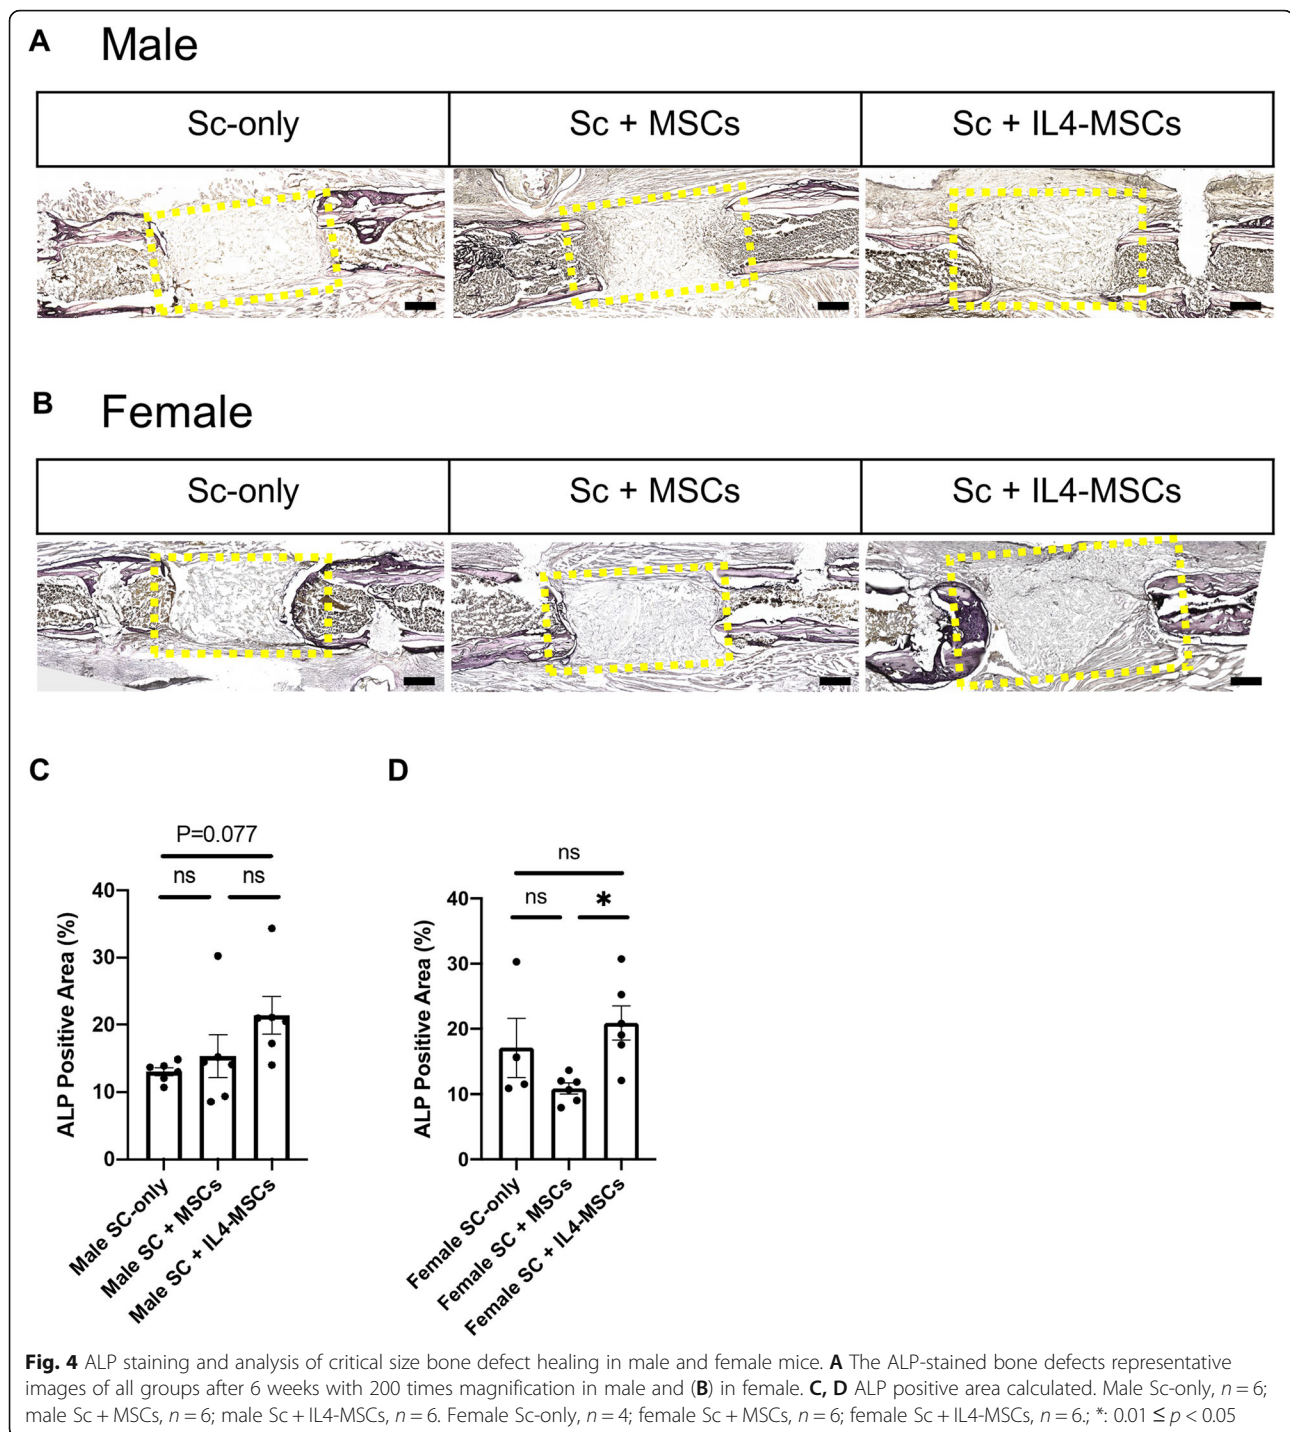 A Male
Sc-only Sc + MSCs Sc + IL4-MSCs
B Female
Sc-only Sc + MSCs Sc + IL4-MSCs
C
P=0.077
ns ns
ALP Positive Area (%)
40
30
20
10
0
Male SC-only
Male SC + MSCs
Male SC + IL4-MSCs
D
ns
ns *
ALP Positive Area (%)
40
30
20
10
0
Female SC-only
Female SC + MSCs
Female SC + IL4-MSCs
Fig. 4 ALP staining and analysis of critical size bone defect healing in male and female mice. A The ALP-stained bone defects representative
images of all groups after 6 weeks with 200 times magnification in male and (B) in female. C, D ALP positive area calculated. Male Sc-only, n = 6;
male Sc + MSCs, n = 6; male Sc + IL4-MSCs, n = 6. Female Sc-only, n = 4; female Sc + MSCs, n = 6; female Sc + IL4-MSCs, n = 6.; *: 0.01 ≤ p < 0.05